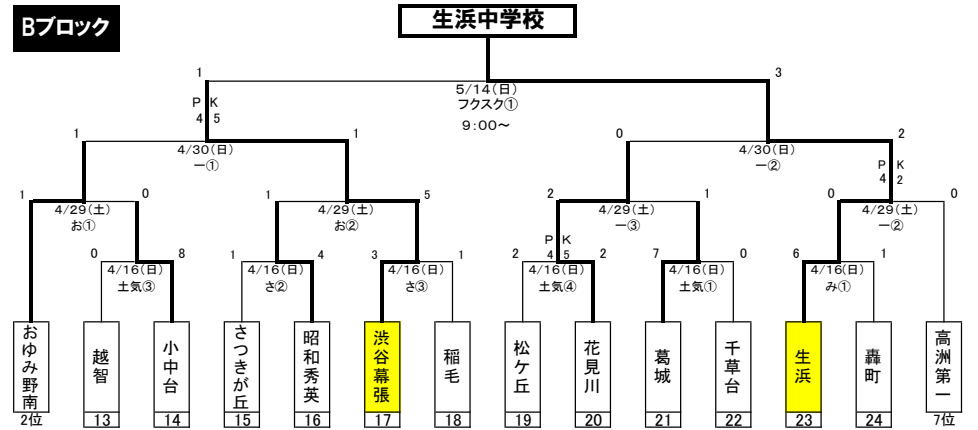 Bブロック
生浜中学校
1
3
5/14(日)
フクスク①
9:00～
P K
4 5
1
1
0
2
4/30(日)
一①
4/30(日)
一②
P K
4 2
1
0
1
5
2
1
0
0
4/29(土)
お①
4/29(土)
お②
4/29(土)
一③
4/29(土)
一②
P K
4 5
0
8
1
4
3
1
2
2
7
0
6
1
4/16(日)
土気③
4/16(日)
さ②
4/16(日)
さ③
4/16(日)
土気④
4/16(日)
土気①
4/16(日)
み①
おゆみ野南
越智
小中台
さつきが丘
昭和秀英
渋谷幕張
稲毛
松ケ丘
花見川
葛城
千草台
生浜
轟町
高洲第一
2位
13
14
15
16
17
18
19
20
21
22
23
24
7位